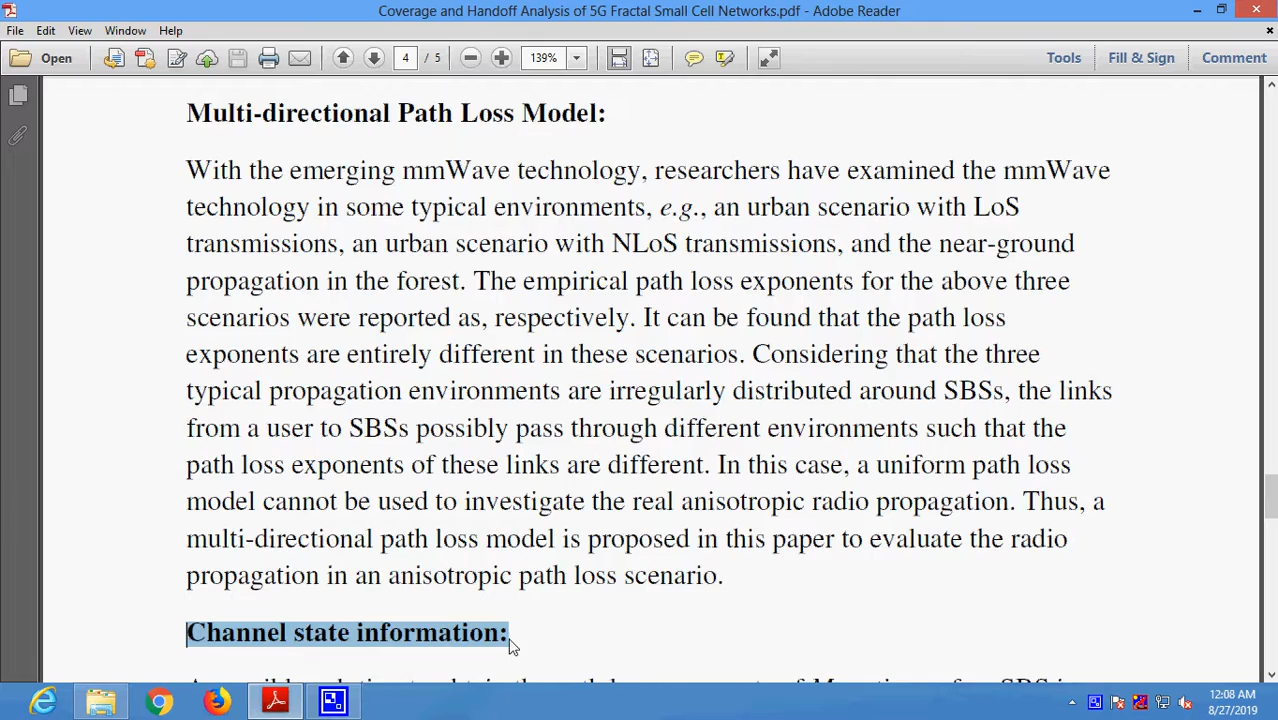 Coverage and Handoff Analysis of 5G Fractal Small Cell Networks.pdf - Adobe Reader
File Edit View Window Help
Open 4 / 5 139% Tools Fill & Sign Comment
Multi-directional Path Loss Model:
With the emerging mmWave technology, researchers have examined the mmWave
technology in some typical environments, e.g., an urban scenario with LoS
transmissions, an urban scenario with NLoS transmissions, and the near-ground
propagation in the forest. The empirical path loss exponents for the above three
scenarios were reported as, respectively. It can be found that the path loss
exponents are entirely different in these scenarios. Considering that the three
typical propagation environments are irregularly distributed around SBSs, the links
from a user to SBSs possibly pass through different environments such that the
path loss exponents of these links are different. In this case, a uniform path loss
model cannot be used to investigate the real anisotropic radio propagation. Thus, a
multi-directional path loss model is proposed in this paper to evaluate the radio
propagation in an anisotropic path loss scenario.
Channel state information:
12:08 AM
8/27/2019